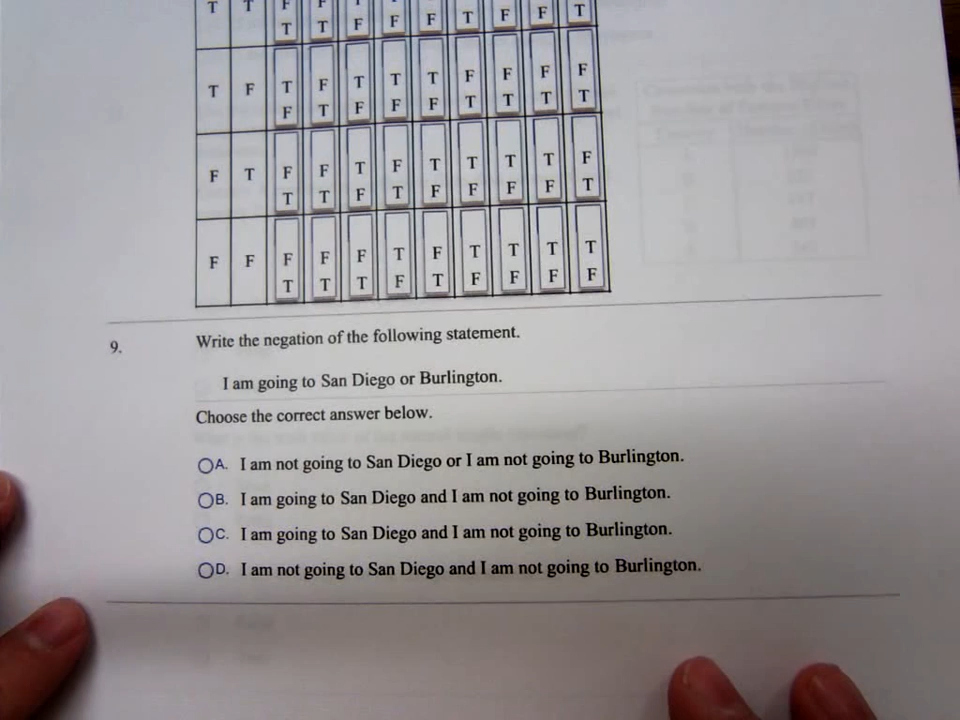 T T F F T F F T F F T
T T F F T F F T
T F T F T T T F F F F
F T F F T F T T T T
T F T F F F F T T T T
F T F F T F T T T T F
T T F T F F F F T
F F F F F T F T T T T
T T T F T F F F F
9. Write the negation of the following statement.
I am going to San Diego or Burlington.
Choose the correct answer below.
A. I am not going to San Diego or I am not going to Burlington.
B. I am going to San Diego and I am not going to Burlington.
C. I am going to San Diego and I am not going to Burlington.
D. I am not going to San Diego and I am not going to Burlington.